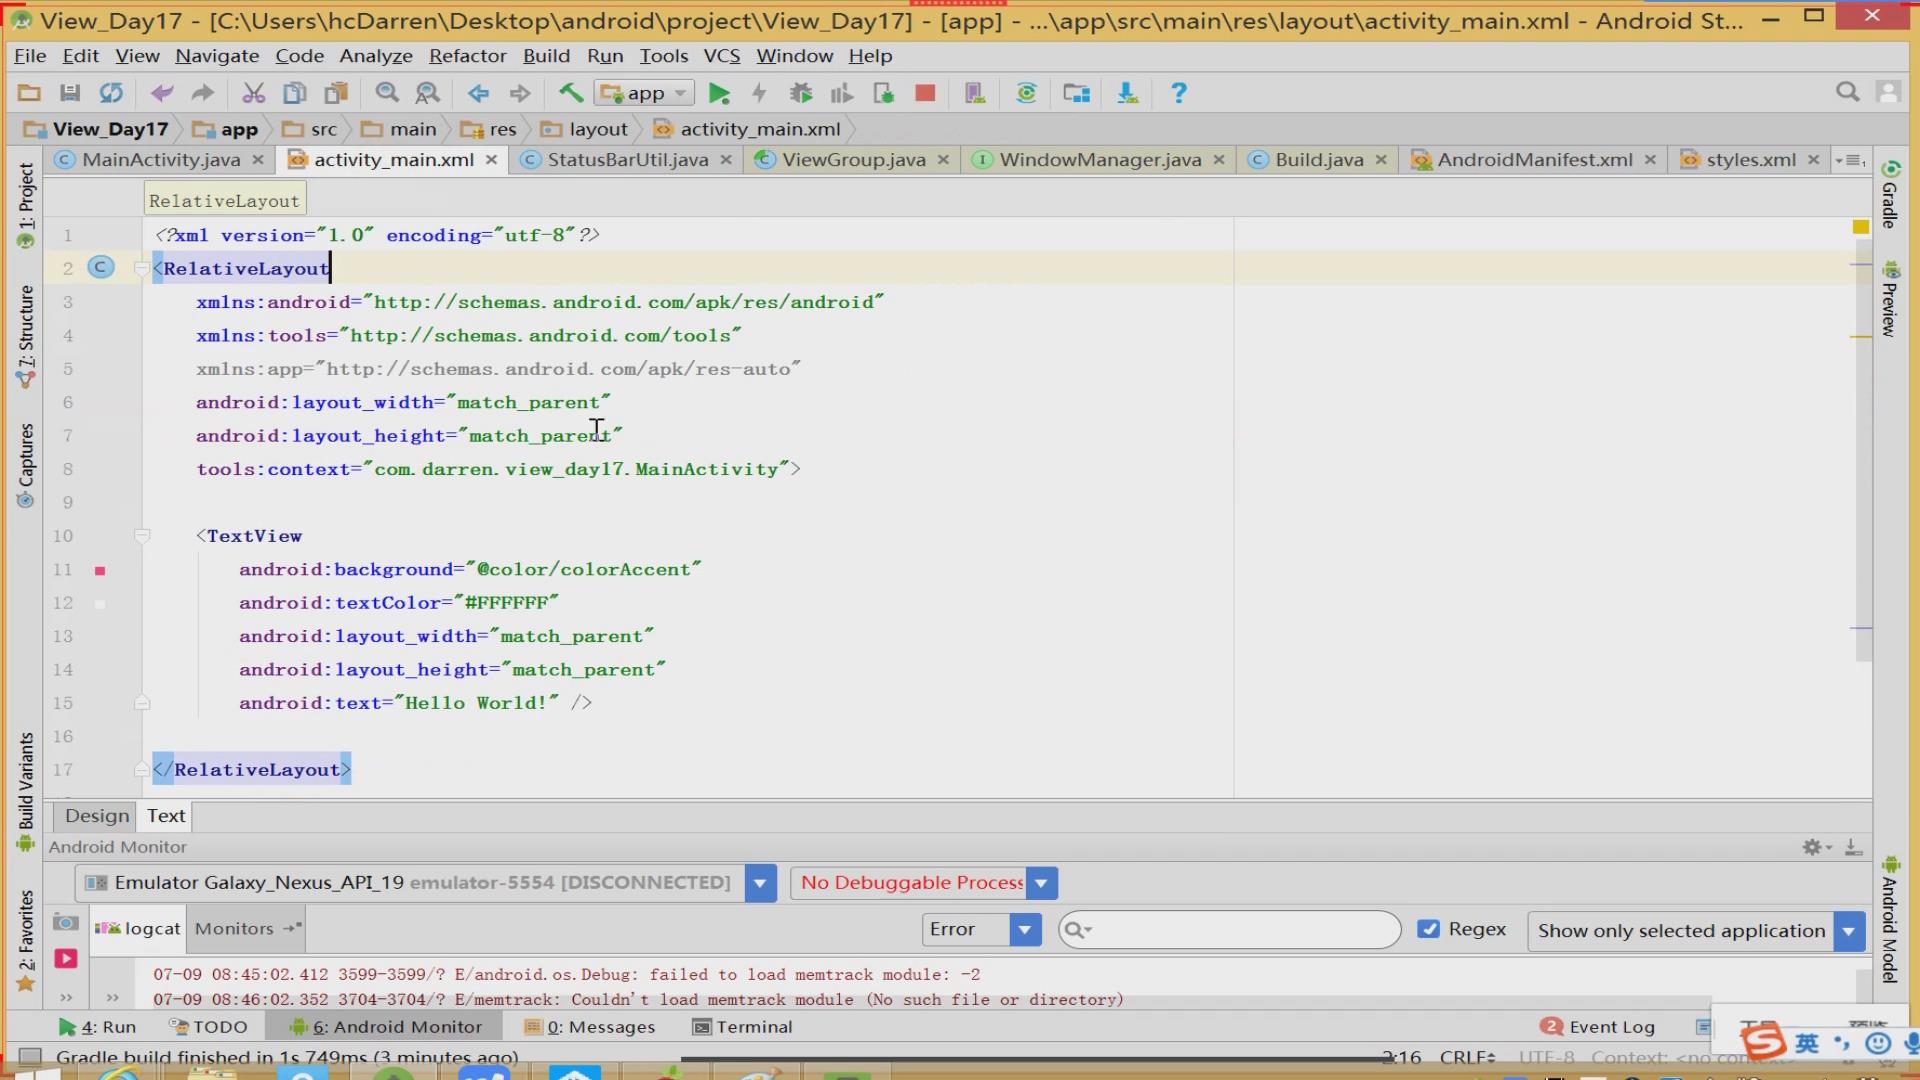 View_Day17 - [C:\Users\hcDarren\Desktop\android\project\View_Day17] - [app] - ...\app\src\main\res\layout\activity_main.xml - Android St...
File Edit View Navigate Code Analyze Refactor Build Run Tools VCS Window Help
app
View_Day17 app src main res layout activity_main.xml
MainActivity.java activity_main.xml StatusBarUtil.java ViewGroup.java WindowManager.java Build.java AndroidManifest.xml styles.xml
RelativeLayout
1 <?xml version="1.0" encoding="utf-8"?>
2 <RelativeLayout
3 xmlns:android="http://schemas.android.com/apk/res/android"
4 xmlns:tools="http://schemas.android.com/tools"
5 xmlns:app="http://schemas.android.com/apk/res-auto"
6 android:layout_width="match_parent"
7 android:layout_height="match_parent"
8 tools:context="com.darren.view_day17.MainActivity">
9
10 <TextView
11 android:background="@color/colorAccent"
12 android:textColor="#FFFFFF"
13 android:layout_width="match_parent"
14 android:layout_height="match_parent"
15 android:text="Hello World!" />
16
17 </RelativeLayout>
1: Project
7: Structure
Captures
Build Variants
2: Favorites
Gradle
Preview
Android Model
Design Text
Android Monitor
Emulator Galaxy_Nexus_API_19 emulator-5554 [DISCONNECTED] No Debuggable Process
logcat Monitors Error Regex Show only selected application
07-09 08:45:02.412 3599-3599/? E/android.os.Debug: failed to load memtrack module: -2
07-09 08:46:02.352 3704-3704/? E/memtrack: Couldn't load memtrack module (No such file or directory)
4: Run TODO 6: Android Monitor 0: Messages Terminal 2 Event Log
Gradle build finished in 1s 749ms (3 minutes ago) 2:16 CRLF UTF-8 Context: <no context>
英